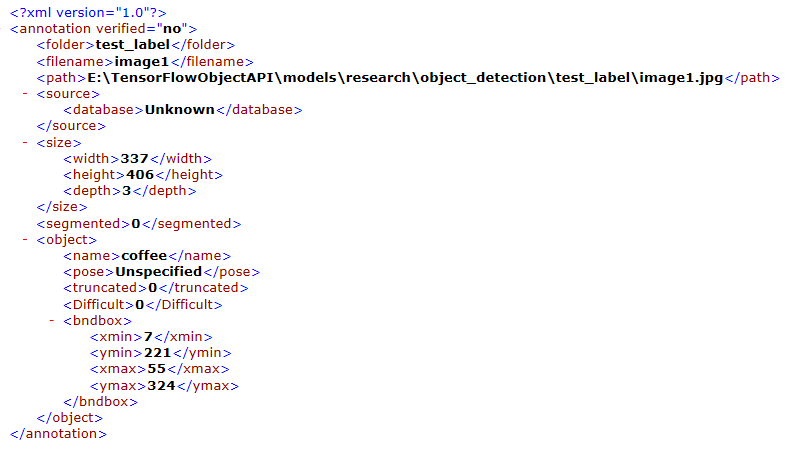 <?xml version="1.0"?>
<annotation verified="no">
<folder>test_label</folder>
<filename>image1</filename>
<path>E:\TensorFlowObjectAPI\models\research\object_detection\test_label\image1.jpg</path>
- <source>
<database>Unknown</database>
</source>
- <size>
<width>337</width>
<height>406</height>
<depth>3</depth>
</size>
<segmented>0</segmented>
- <object>
<name>coffee</name>
<pose>Unspecified</pose>
<truncated>0</truncated>
<Difficult>0</Difficult>
- <bndbox>
<xmin>7</xmin>
<ymin>221</ymin>
<xmax>55</xmax>
<ymax>324</ymax>
</bndbox>
</object>
</annotation>